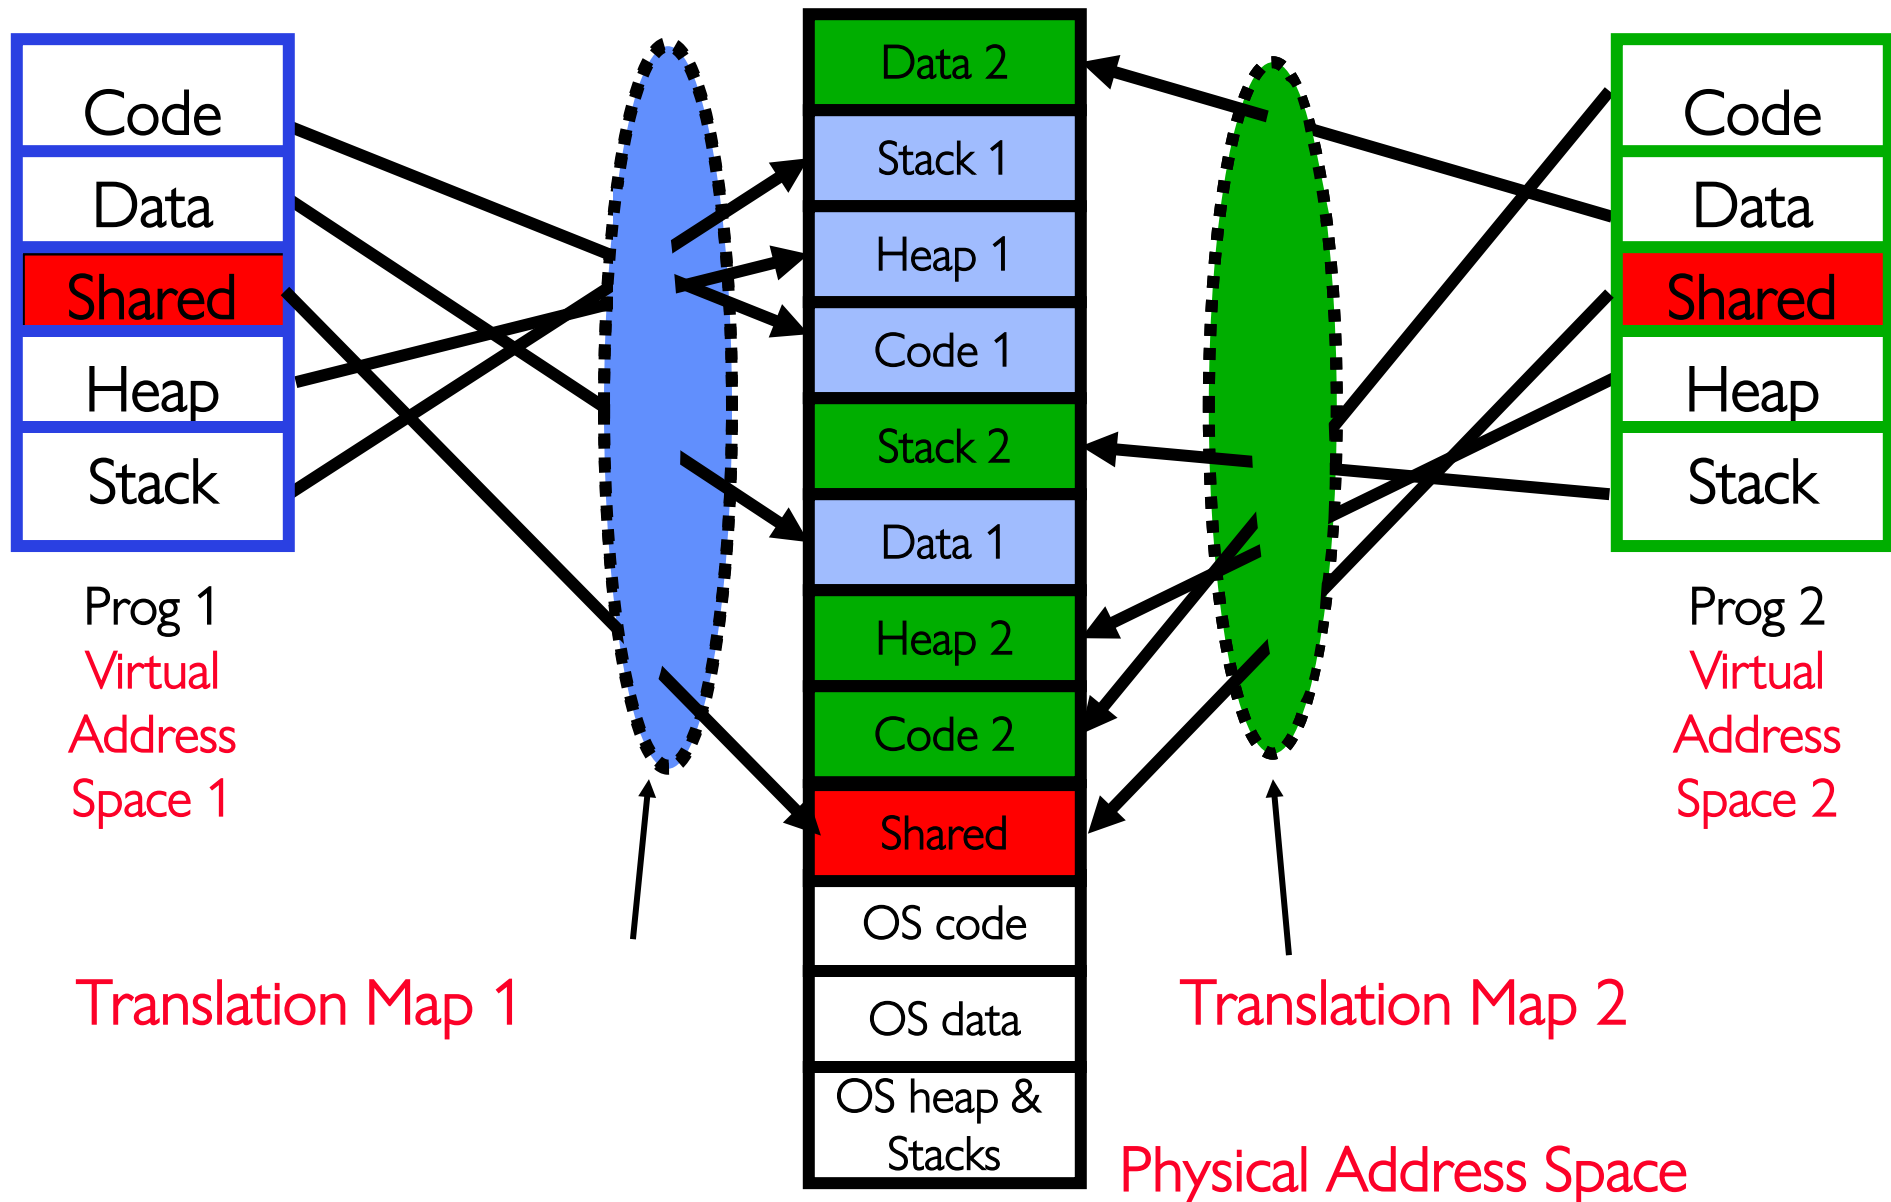 Code
Data
Shared
Heap
Stack
Prog 1
Virtual
Address
Space 1
Translation Map 1
Data 2
Stack 1
Heap 1
Code 1
Stack 2
Data 1
Heap 2
Code 2
Shared
OS code
OS data
OS heap &
Stacks
Code
Data
Shared
Heap
Stack
Prog 2
Virtual
Address
Space 2
Translation Map 2
Physical Address Space